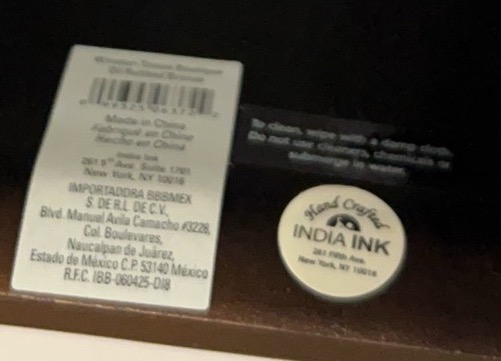 Made in China
Fabriqué en Chine
Hecho en China
India Ink
261 5th Ave. Suite 1701
New York, NY 10016
IMPORTADORA BBBMEX
S. DE R.L. DE C.V.
Blvd. Manuel Avila Camacho #3228,
Col. Boulevares,
Naucalpan de Juárez,
Estado de México C.P. 53140 México
R.F.C. IBB-060425-DI8
To clean, wipe with a damp cloth.
Do not use cleaners, chemicals or
submerge in water.
Hand Crafted
INDIA INK
261 Fifth Ave.
New York, NY 10016